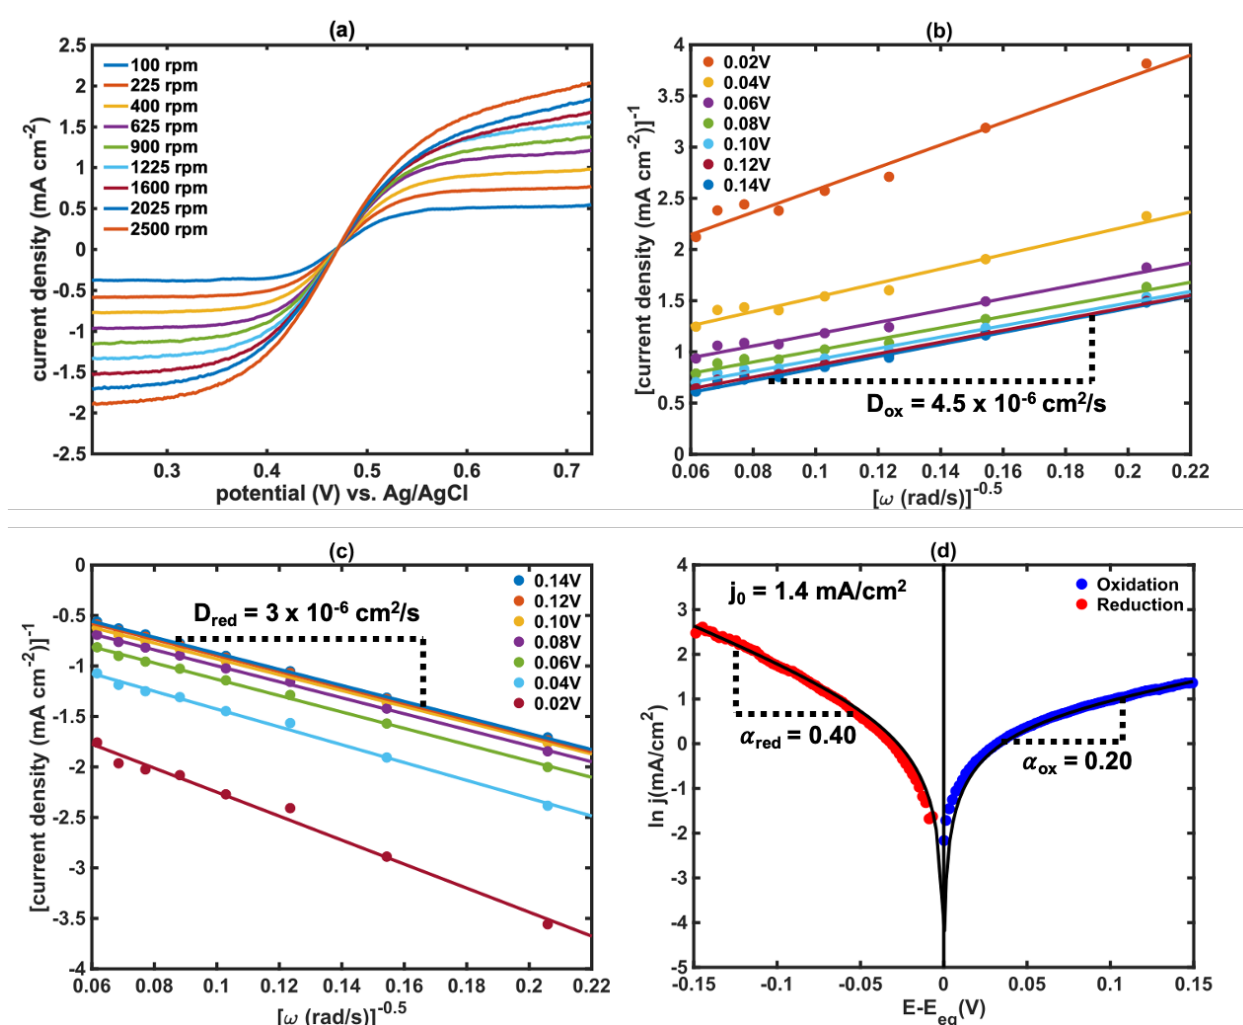 (a)
2.5
2
1.5
1
0.5
0
-0.5
-1
-1.5
-2
-2.5
current density (mA cm-2)
100 rpm
225 rpm
400 rpm
625 rpm
900 rpm
1225 rpm
1600 rpm
2025 rpm
2500 rpm
0.3 0.4 0.5 0.6 0.7
potential (V) vs. Ag/AgCl
(b)
4
3.5
3
2.5
2
1.5
1
0.5
0
[current density (mA cm-2)]-1
0.02V
0.04V
0.06V
0.08V
0.10V
0.12V
0.14V
Dox = 4.5 x 10-6 cm2/s
0.06 0.08 0.1 0.12 0.14 0.16 0.18 0.2 0.22
[ω (rad/s)]-0.5
(c)
0
-0.5
-1
-1.5
-2
-2.5
-3
-3.5
-4
[current density (mA cm-2)]-1
Dred = 3 x 10-6 cm2/s
0.14V
0.12V
0.10V
0.08V
0.06V
0.04V
0.02V
0.06 0.08 0.1 0.12 0.14 0.16 0.18 0.2 0.22
[ω (rad/s)]-0.5
(d)
4
3
2
1
0
-1
-2
-3
-4
-5
ln j(mA/cm2)
j0 = 1.4 mA/cm2
Oxidation
Reduction
αred = 0.40
αox = 0.20
-0.15 -0.1 -0.05 0 0.05 0.1 0.15
E-Eeq(V)